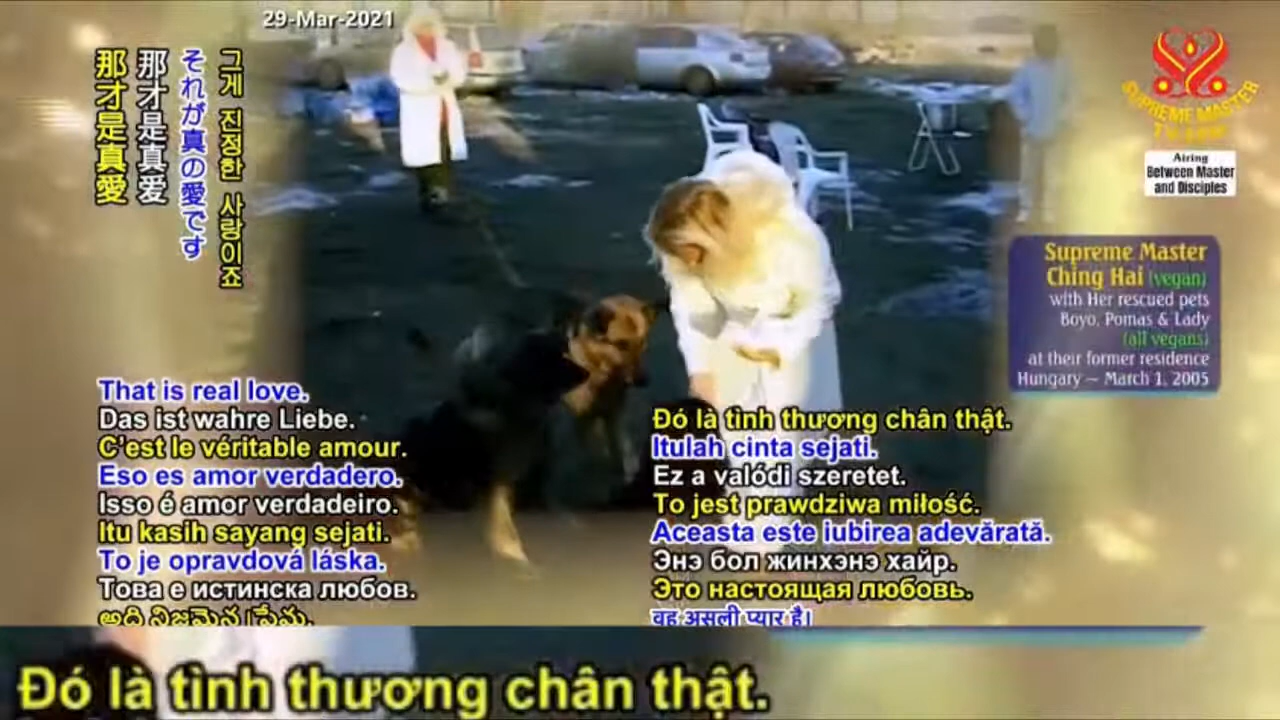 29-Mar-2021
그게 진정한 사랑이죠
それが真の愛です
那才是真爱
那才是真愛
SUPREME MASTER
Airing
Between Master
and Disciples
Supreme Master
Ching Hai (vegan)
with Her rescued pets
Boyo, Pomas & Lady
(all vegans)
at their former residence
Hungary ~ March 1, 2005
That is real love.
Das ist wahre Liebe.
C'est le véritable amour.
Eso es amor verdadero.
Isso é amor verdadeiro.
Itu kasih sayang sejati.
To je opravdová láska.
Това е истинска любов.
అది నిజమైన ప్రేమ.
Đó là tình thương chân thật.
Itulah cinta sejati.
Ez a valódi szeretet.
To jest prawdziwa miłość.
Aceasta este iubirea adevărată.
Энэ бол жинхэнэ хайр.
Это настоящая любовь.
वह असली प्यार है।
Đó là tình thương chân thật.